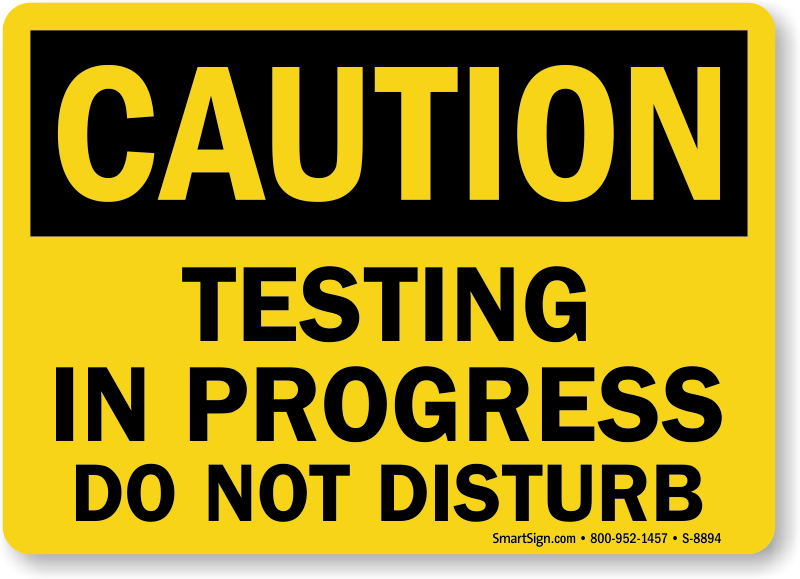 CAUTION
TESTING
IN PROGRESS
DO NOT DISTURB
SmartSign.com • 800-952-1457 • S-8894